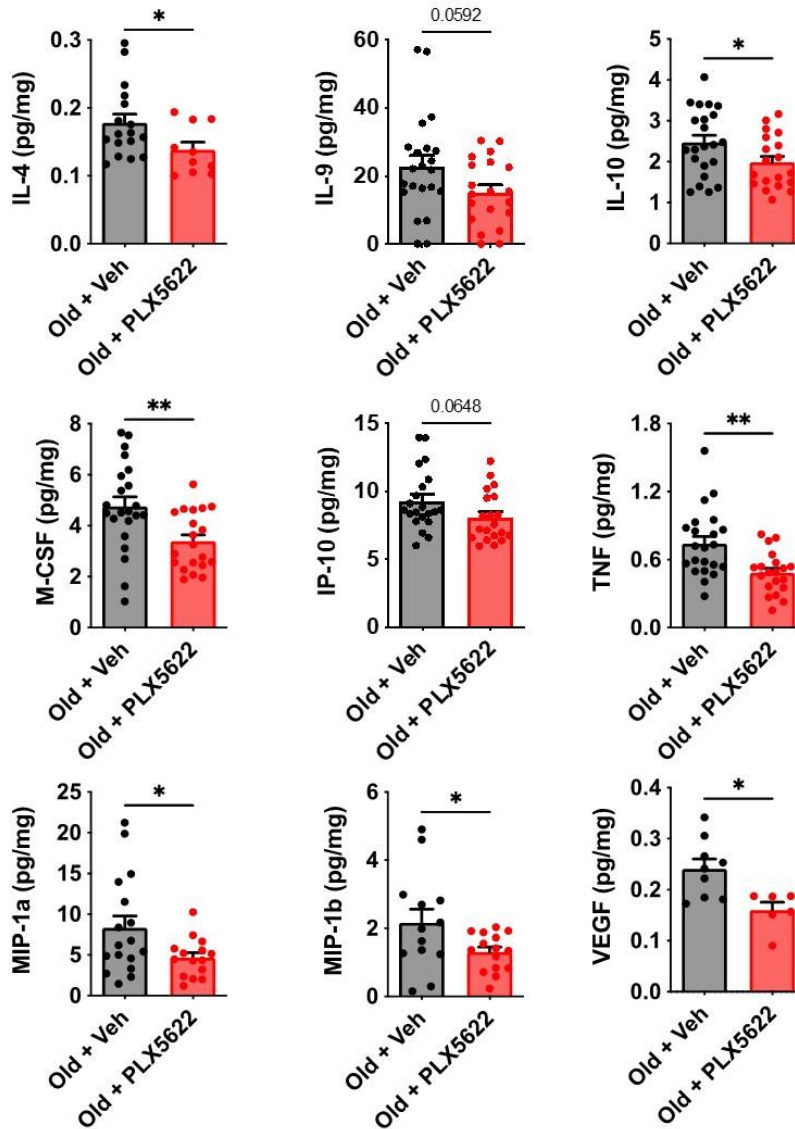 *
IL-4 (pg/mg)
0.3
0.2
0.1
0.0
Old + Veh
Old + PLX5622
0.0592
IL-9 (pg/mg)
60
40
20
0
Old + Veh
Old + PLX5622
*
IL-10 (pg/mg)
5
4
3
2
1
0
Old + Veh
Old + PLX5622
**
M-CSF (pg/mg)
8
6
4
2
0
Old + Veh
Old + PLX5622
0.0648
IP-10 (pg/mg)
15
10
5
0
Old + Veh
Old + PLX5622
**
TNF (pg/mg)
1.8
1.2
0.6
0.0
Old + Veh
Old + PLX5622
*
MIP-1a (pg/mg)
25
20
15
10
5
0
Old + Veh
Old + PLX5622
*
MIP-1b (pg/mg)
6
4
2
0
Old + Veh
Old + PLX5622
*
VEGF (pg/mg)
0.4
0.3
0.2
0.1
0.0
Old + Veh
Old + PLX5622